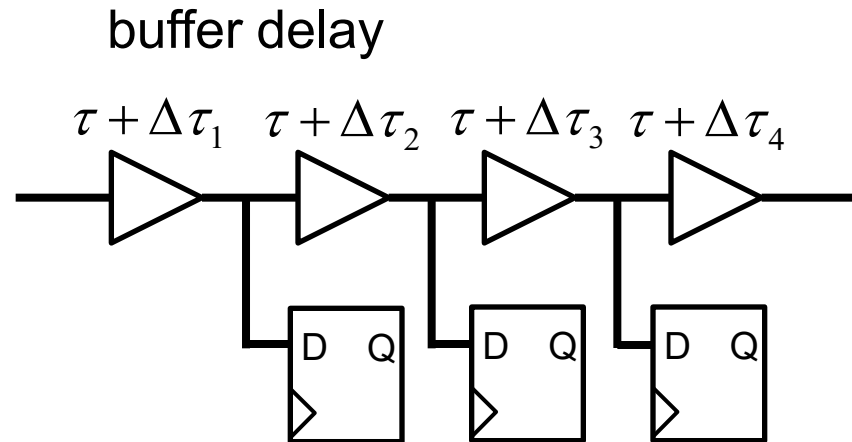 buffer delay
τ + Δτ₁ τ + Δτ₂ τ + Δτ₃ τ + Δτ₄
D Q D Q D Q